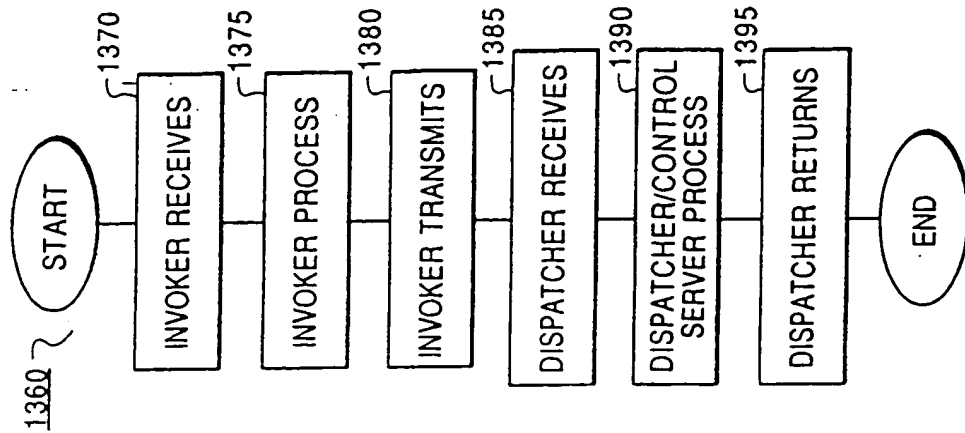 1360
START
1370
INVOKER RECEIVES
1375
INVOKER PROCESS
1380
INVOKER TRANSMITS
1385
DISPATCHER RECEIVES
1390
DISPATCHER/CONTROL
SERVER PROCESS
1395
DISPATCHER RETURNS
END